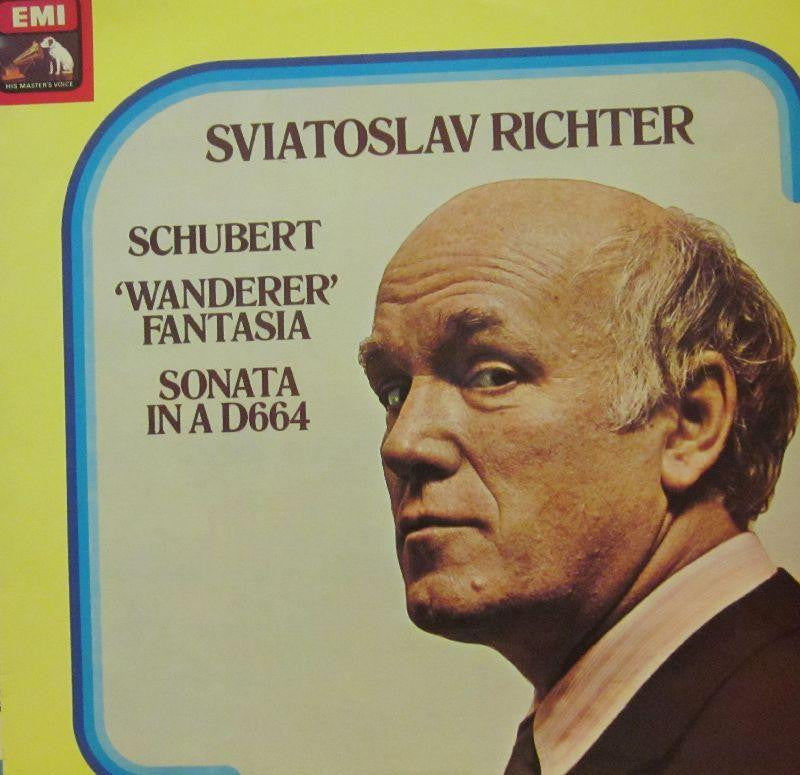 EMI
HIS MASTER'S VOICE
SVIATOSLAV RICHTER
SCHUBERT
‘WANDERER’
FANTASIA
SONATA
IN A D664